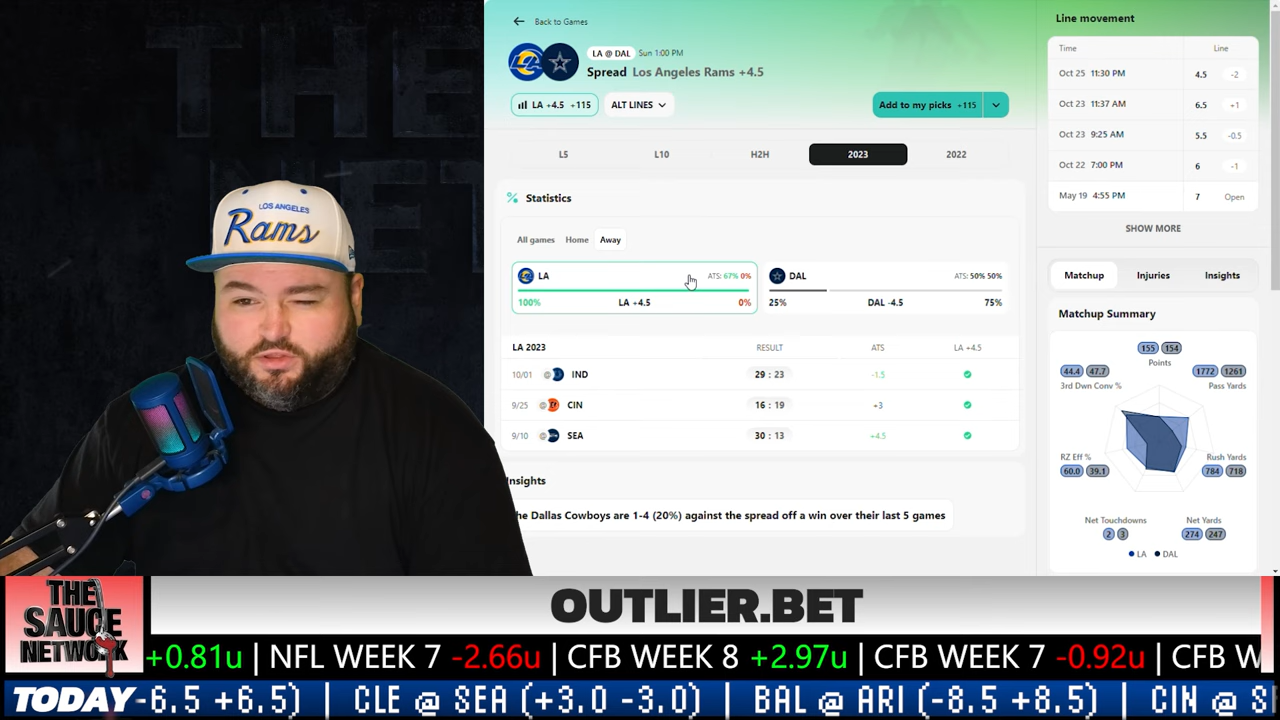 Back to Games
LA @ DAL Sun 1:00 PM
Spread Los Angeles Rams +4.5
LA +4.5 +115
ALT LINES
Add to my picks +115
L5 L10 H2H 2023 2022
Statistics
All games Home Away
LA ATS: 67% 0%
100% LA +4.5 0%
DAL ATS: 50% 50%
25% DAL -4.5 75%
LA 2023 RESULT ATS LA +4.5
10/01 @ IND 29 : 23 -1.5
9/25 @ CIN 16 : 19 +3
9/10 @ SEA 30 : 13 +4.5
Insights
he Dallas Cowboys are 1-4 (20%) against the spread off a win over their last 5 games
Line movement
Time Line
Oct 25 11:30 PM 4.5 -2
Oct 23 11:37 AM 6.5 +1
Oct 23 9:25 AM 5.5 -0.5
Oct 22 7:00 PM 6 -1
May 19 4:55 PM 7 Open
SHOW MORE
Matchup Injuries Insights
Matchup Summary
155 154
Points
44.4 47.7
3rd Dwn Conv %
1772 1261
Pass Yards
RZ Eff %
60.0 39.1
Rush Yards
784 718
Net Touchdowns
2 3
Net Yards
274 247
LA DAL
LOS ANGELES
Rams
THE
SAUCE
NETWORK
OUTLIER.BET
+0.81u | NFL WEEK 7 -2.66u | CFB WEEK 8 +2.97u | CFB WEEK 7 -0.92u | CFB W
TODAY -6.5 +6.5) | CLE @ SEA (+3.0 -3.0) | BAL @ ARI (-8.5 +8.5) | CIN @ S